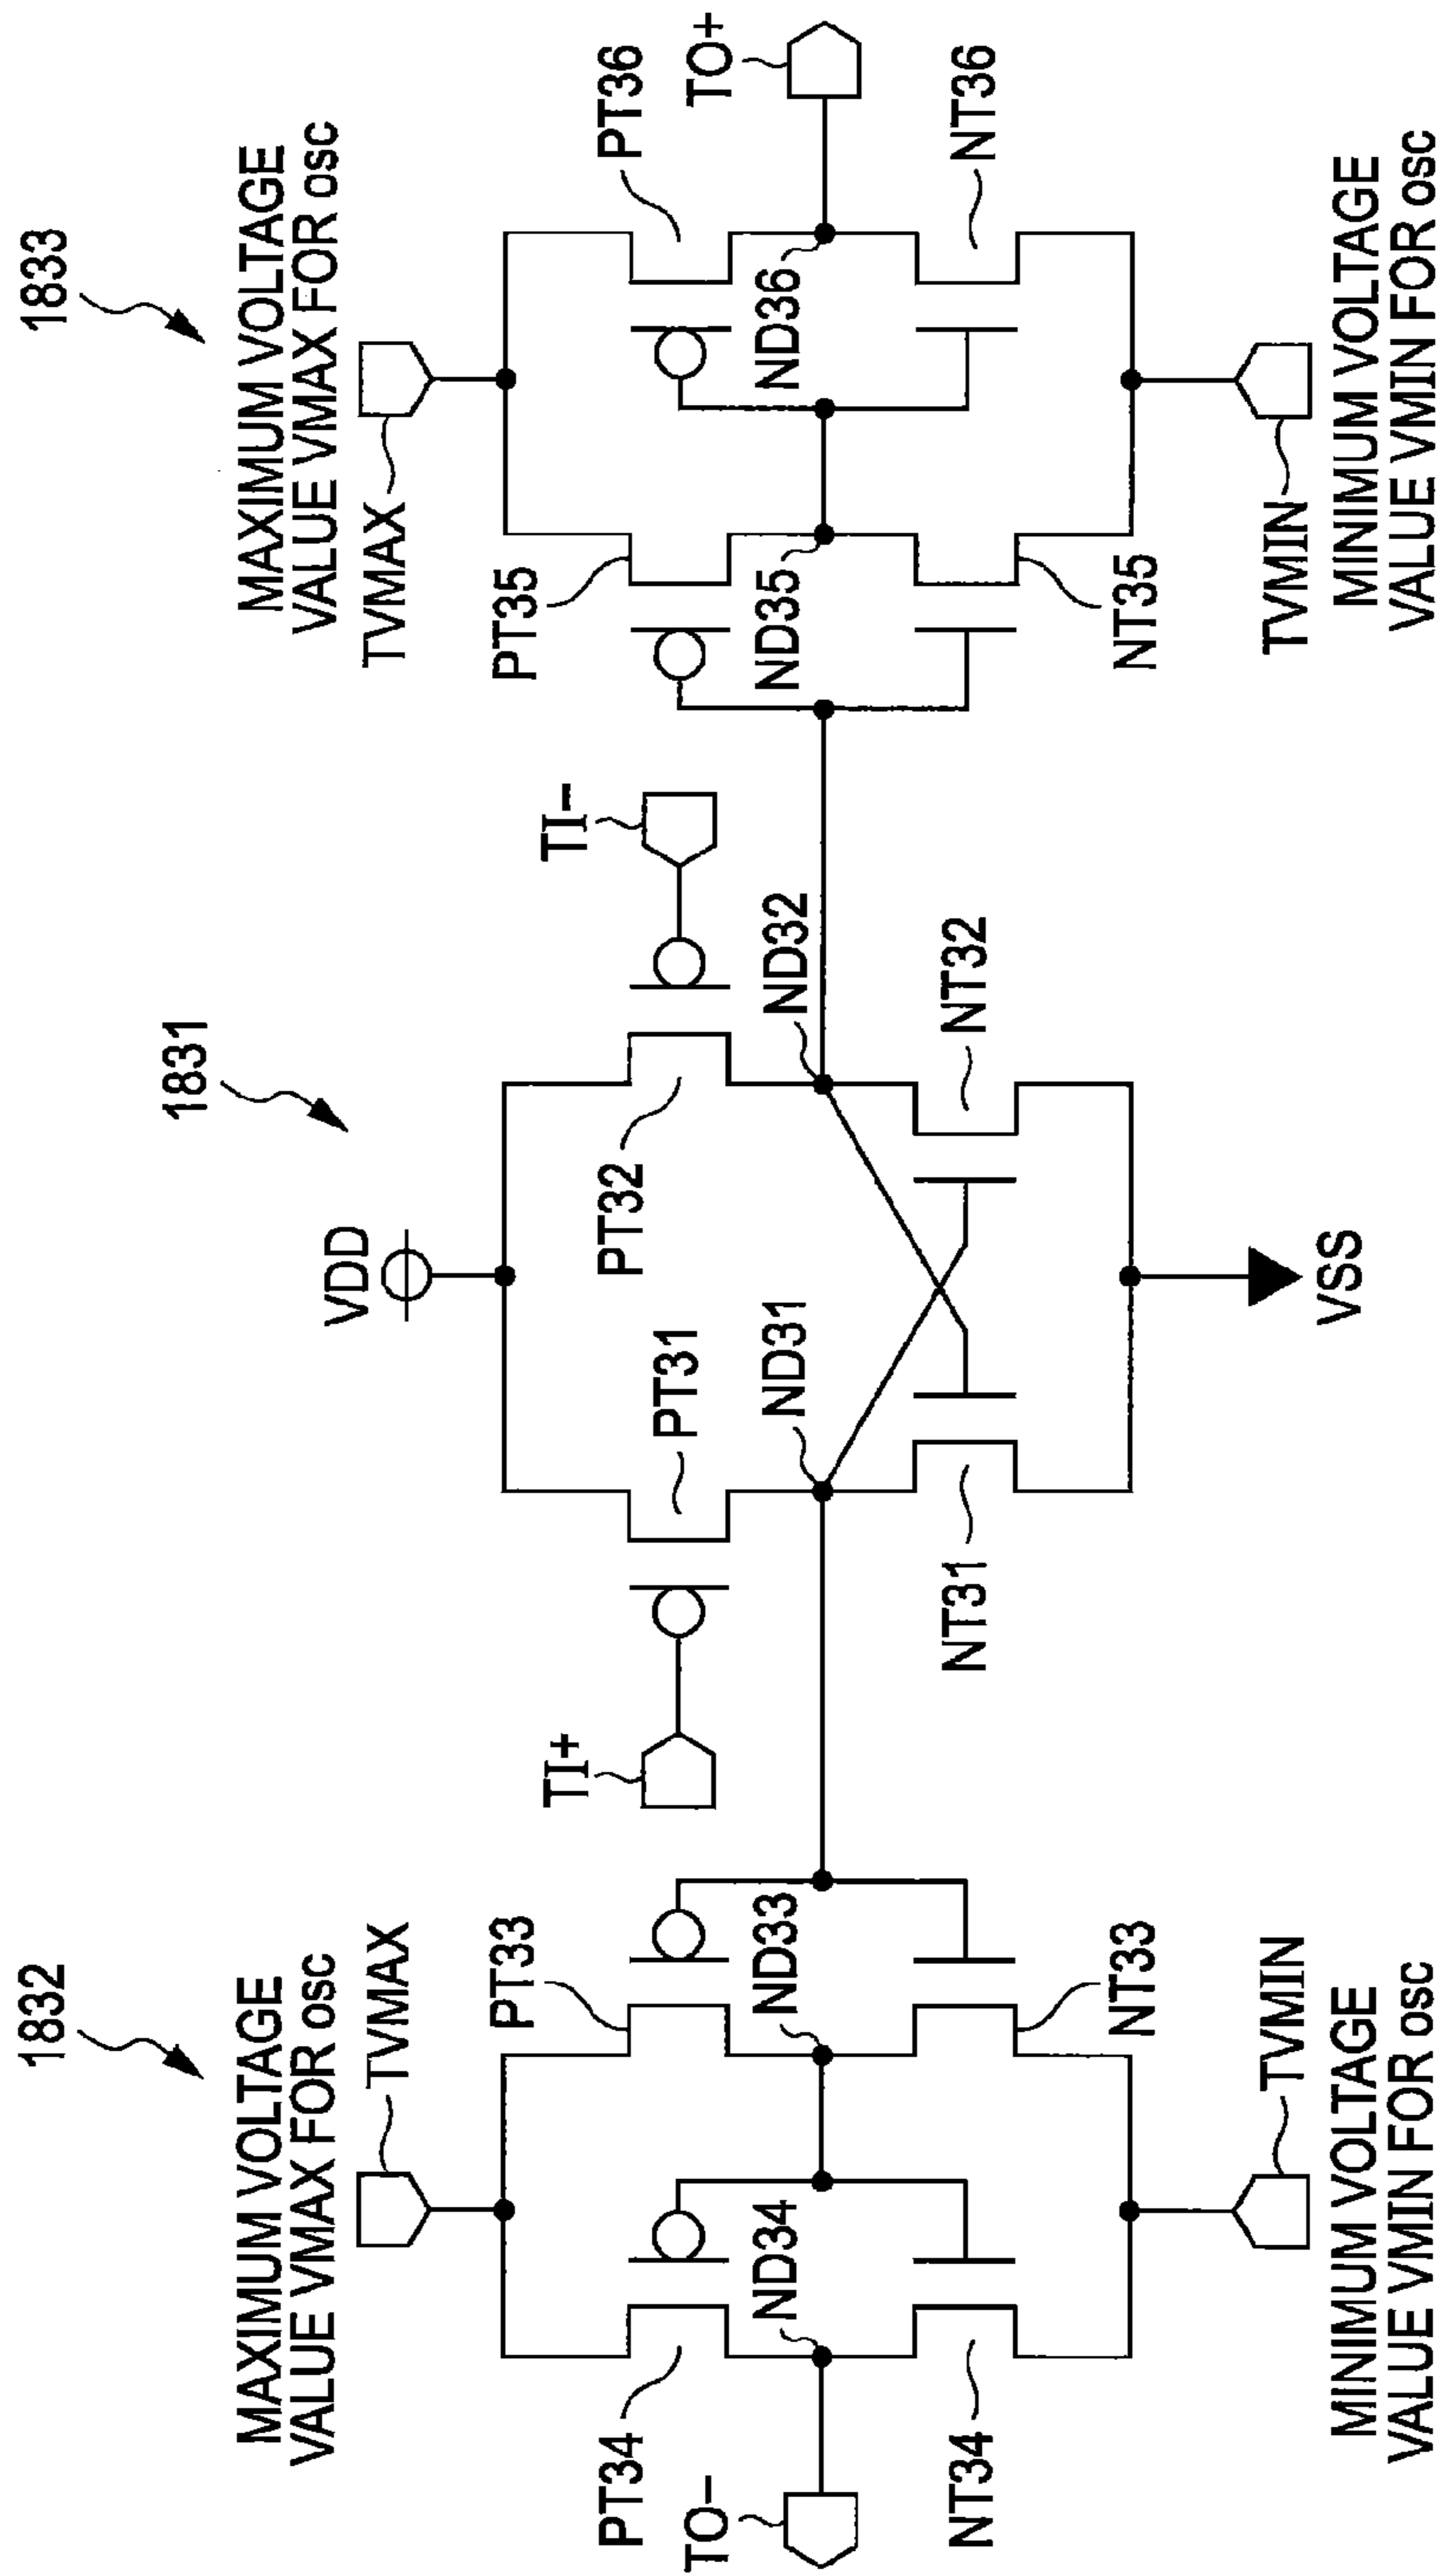 1832
1831
1833
MAXIMUM VOLTAGE
VALUE VMAX FOR osc
TVMAX
VDD
MAXIMUM VOLTAGE
VALUE VMAX FOR osc
TVMAX
PT34
PT33
TI+
PT31
PT32
TI−
PT35
PT36
TO−
ND34
ND33
ND31
ND32
ND35
ND36
TO+
NT34
NT33
NT31
NT32
NT35
NT36
TVMIN
MINIMUM VOLTAGE
VALUE VMIN FOR osc
VSS
TVMIN
MINIMUM VOLTAGE
VALUE VMIN FOR osc